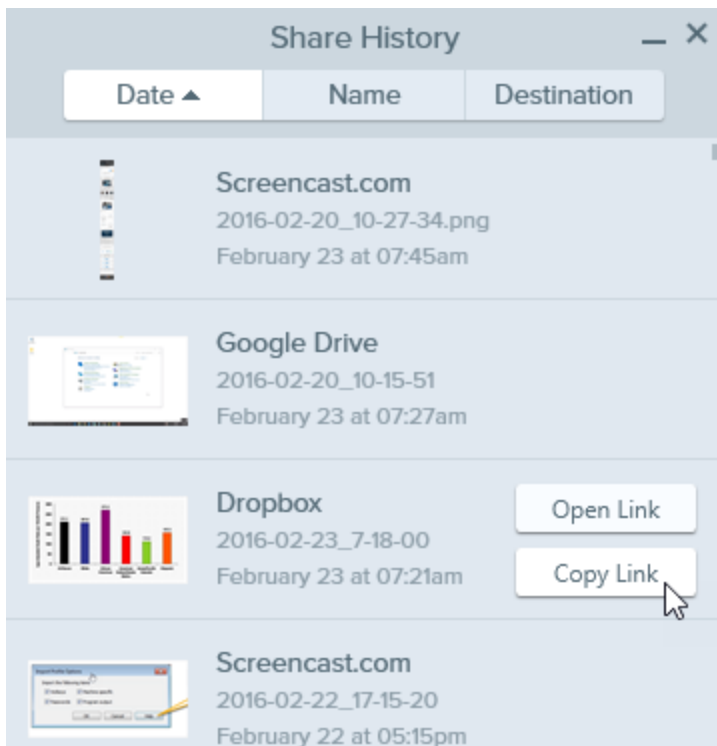 Share History
Date
Name
Destination
Screencast.com
2016-02-20_10-27-34.png
February 23 at 07:45am
Google Drive
2016-02-20_10-15-51
February 23 at 07:27am
Dropbox
2016-02-23_7-18-00
February 23 at 07:21am
Open Link
Copy Link
Screencast.com
2016-02-22_17-15-20
February 22 at 05:15pm